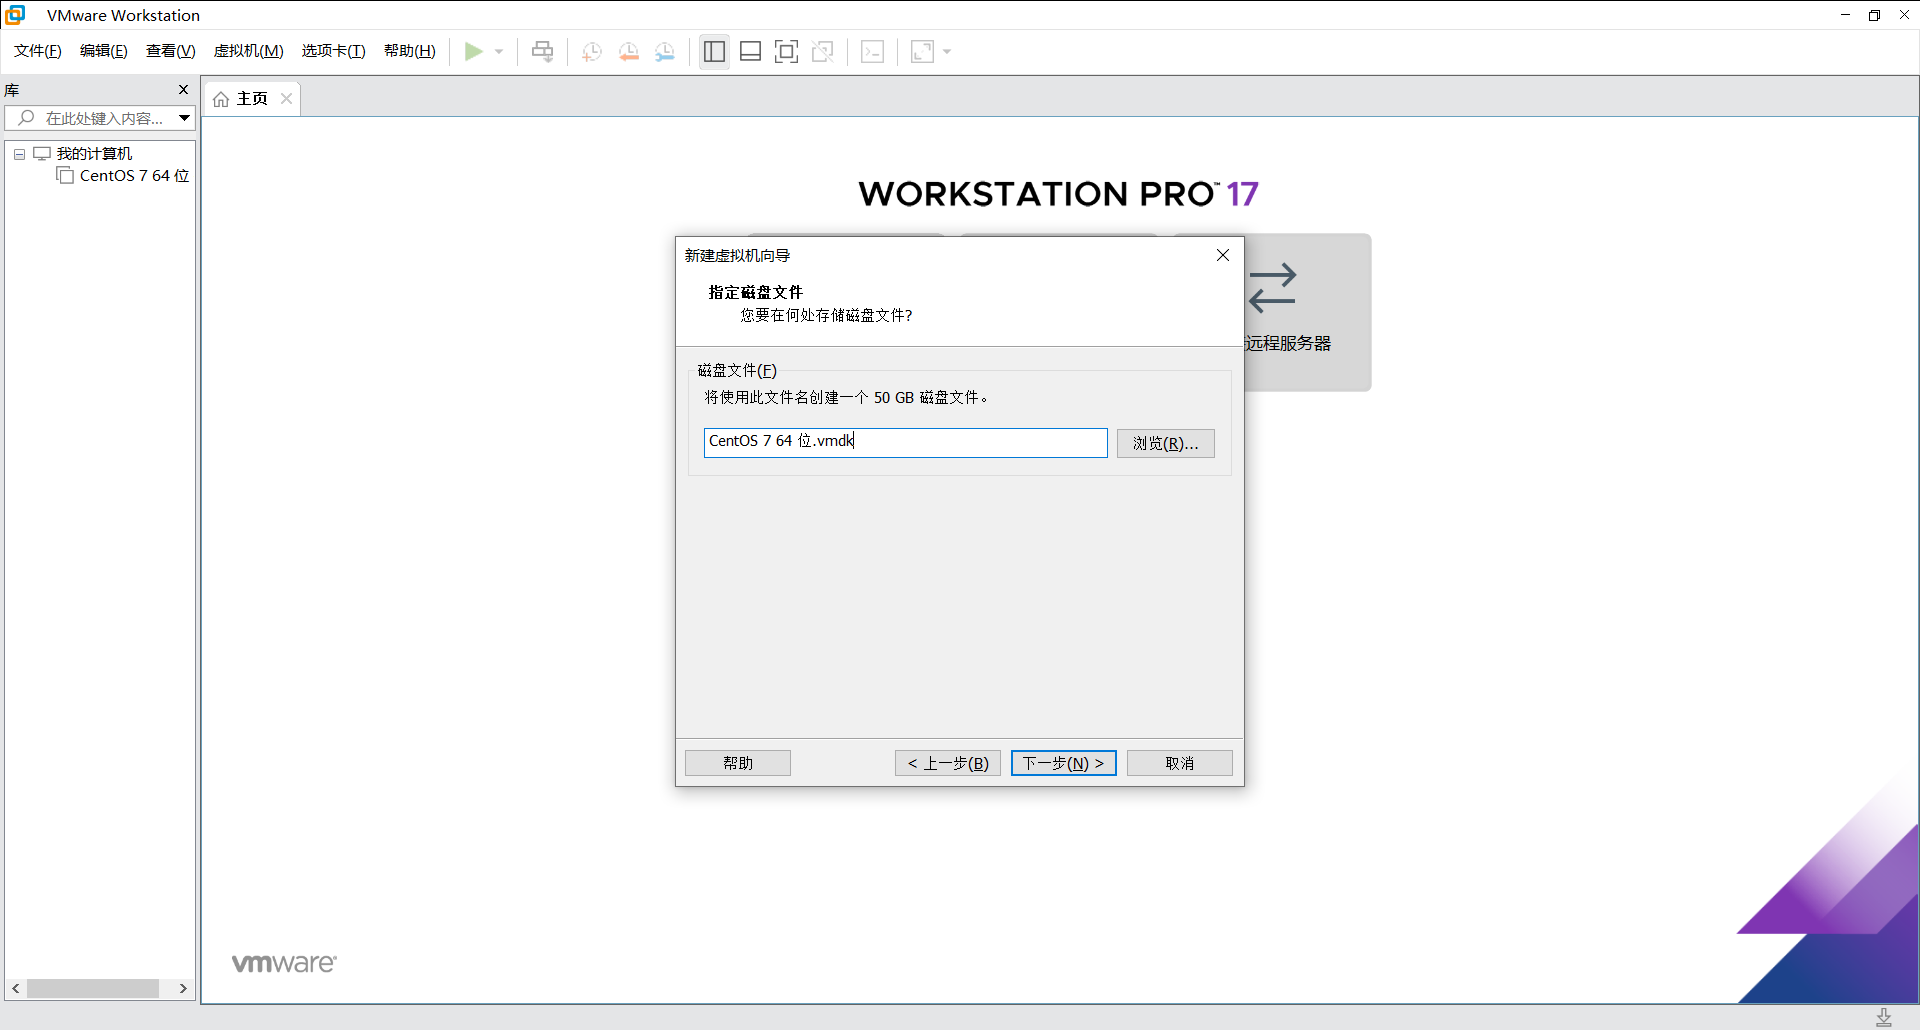 VMware Workstation
文件(F) 编辑(E) 查看(V) 虚拟机(M) 选项卡(T) 帮助(H)
库
主页
在此处键入内容...
我的计算机
CentOS 7 64 位
WORKSTATION PRO™ 17
新建虚拟机向导
指定磁盘文件
您要在何处存储磁盘文件?
远程服务器
磁盘文件(F)
将使用此文件名创建一个 50 GB 磁盘文件。
CentOS 7 64 位.vmdk
浏览(R)...
帮助
< 上一步(B)
下一步(N) >
取消
vmware®